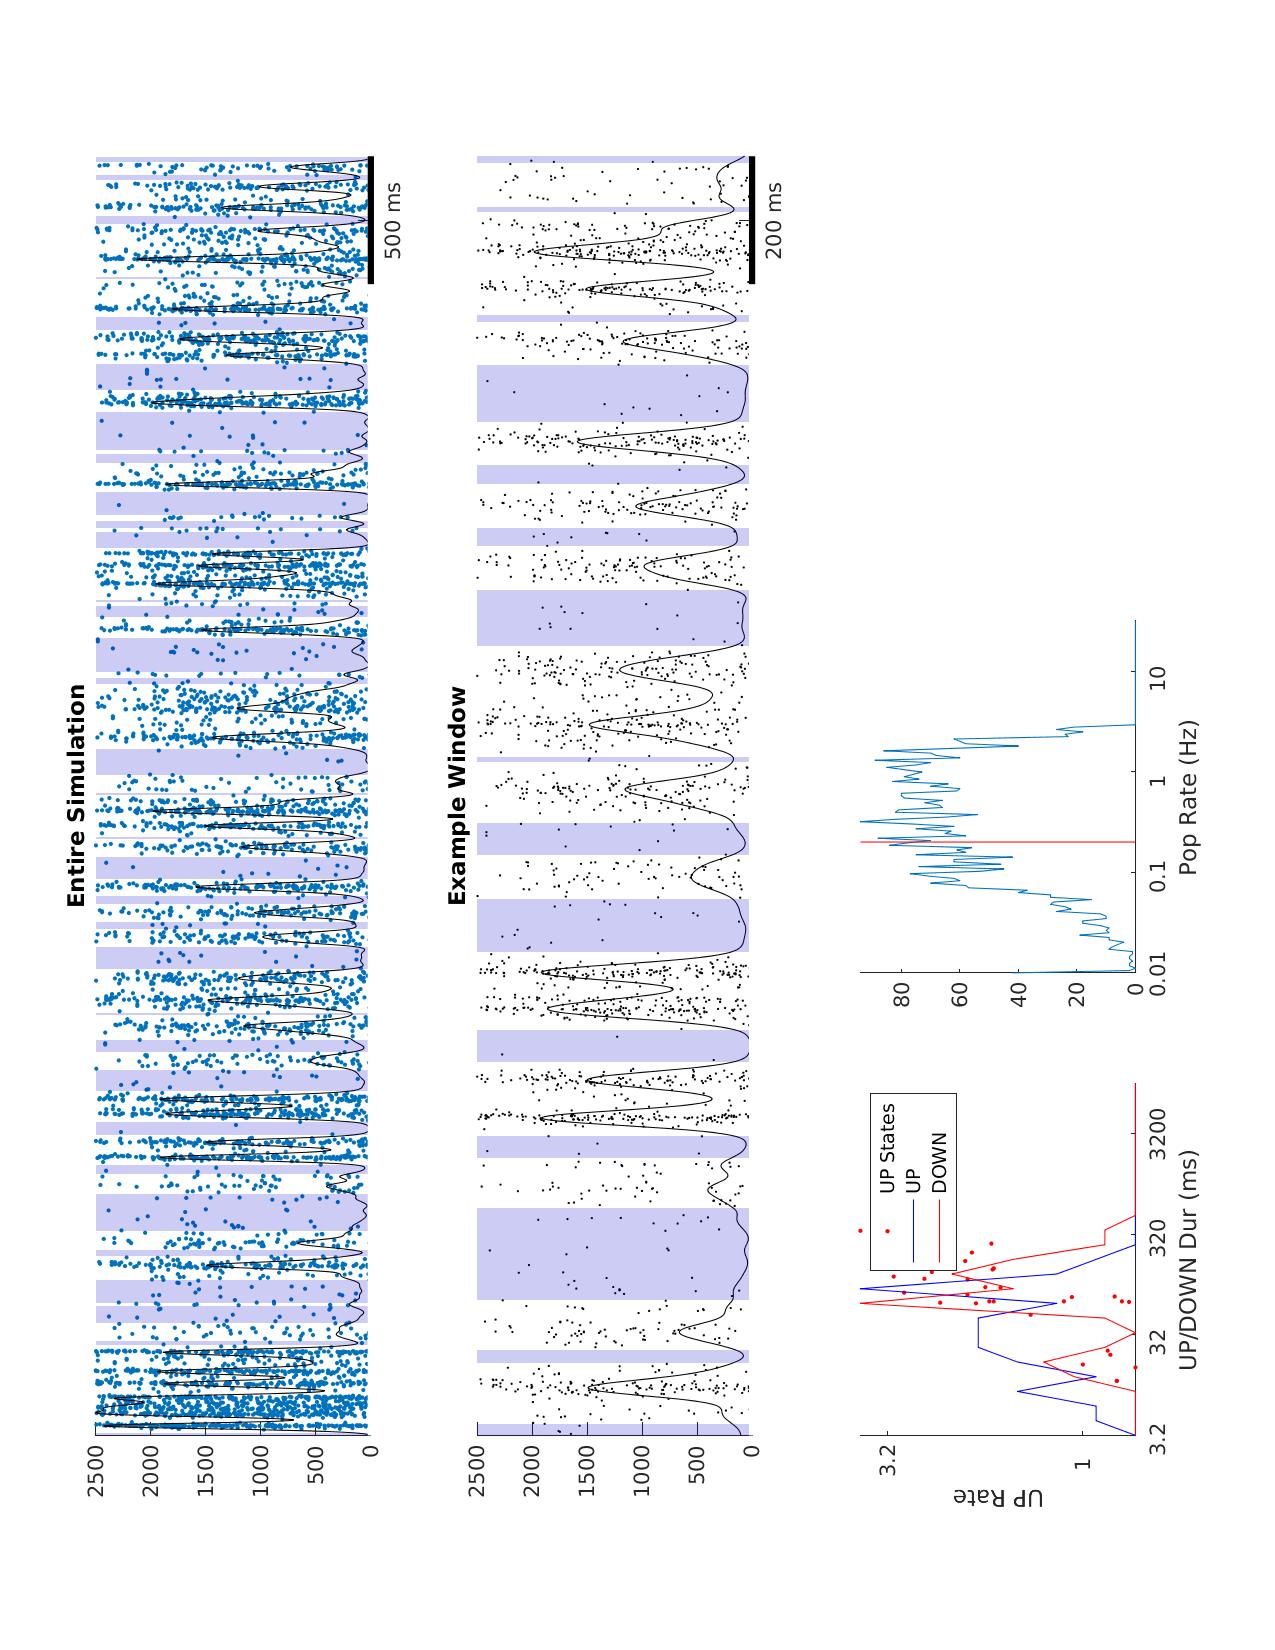 Entire Simulation
2500
2000
1500
1000
500
0
500 ms
Example Window
2500
2000
1500
1000
500
0
200 ms
UP Rate
3.2
1
UP States
UP
DOWN
3.2 32 320 3200
UP/DOWN Dur (ms)
80
60
40
20
0
0.01 0.1 1 10
Pop Rate (Hz)